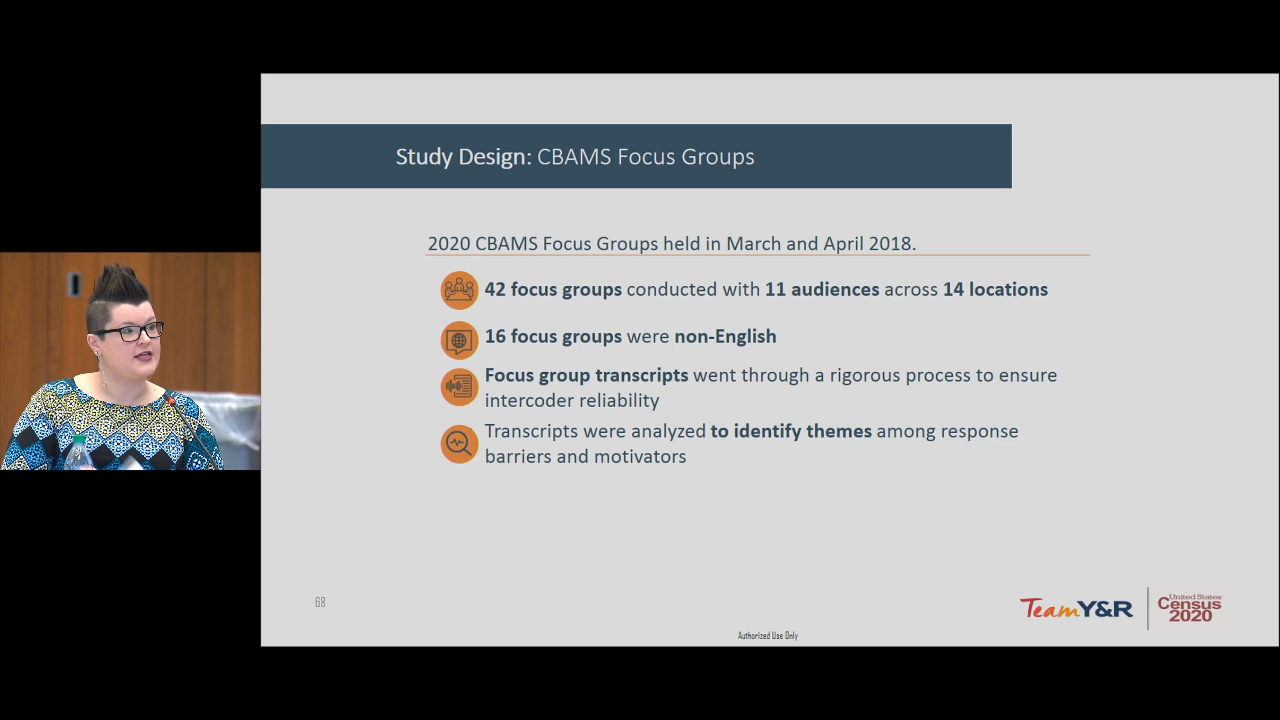 Study Design: CBAMS Focus Groups
2020 CBAMS Focus Groups held in March and April 2018.
42 focus groups conducted with 11 audiences across 14 locations
16 focus groups were non-English
Focus group transcripts went through a rigorous process to ensure
intercoder reliability
Transcripts were analyzed to identify themes among response
barriers and motivators
68
TeamY&R
United States
Census
2020
Authorized Use Only